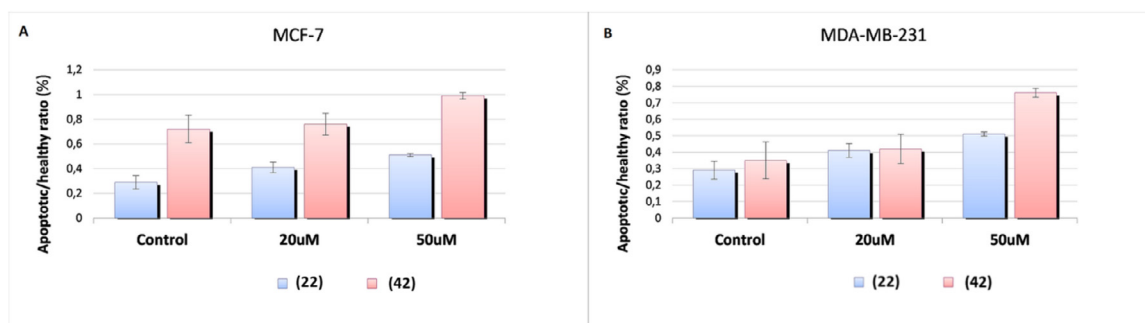 A
MCF-7
Apoptotic/healthy ratio (%)
1,2
1
0,8
0,6
0,4
0,2
0
Control
20uM
50uM
(22)
(42)
B
MDA-MB-231
Apoptotic/healthy ratio (%)
0,9
0,8
0,7
0,6
0,5
0,4
0,3
0,2
0,1
0
Control
20uM
50uM
(22)
(42)